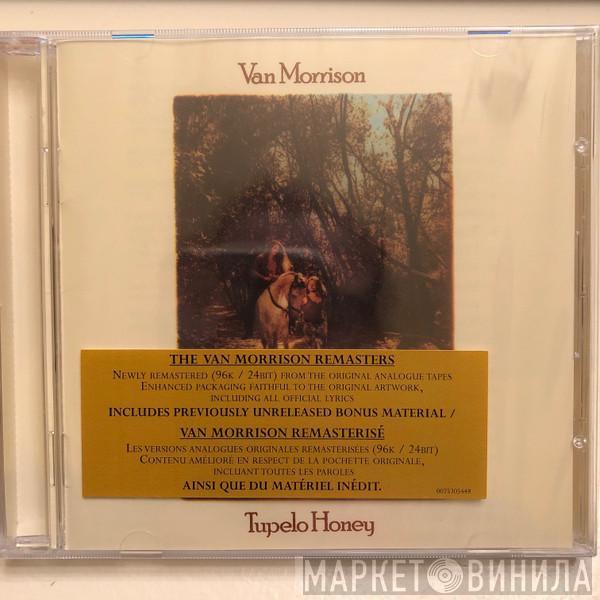 Van Morrison
THE VAN MORRISON REMASTERS
NEWLY REMASTERED (96K / 24BIT) FROM THE ORIGINAL ANALOGUE TAPES
ENHANCED PACKAGING FAITHFUL TO THE ORIGINAL ARTWORK,
INCLUDING ALL OFFICIAL LYRICS
INCLUDES PREVIOUSLY UNRELEASED BONUS MATERIAL /
VAN MORRISON REMASTERISÉ
LES VERSIONS ANALOGUES ORIGINALES REMASTERISÉES (96K / 24BIT)
CONTENU AMÉLIORÉ EN RESPECT DE LA POCHETTE ORIGINALE,
INCLUANT TOUTES LES PAROLES
AINSI QUE DU MATÉRIEL INÉDIT.
0075305448
Tupelo Honey
МАРКЕТ ВИНИЛА